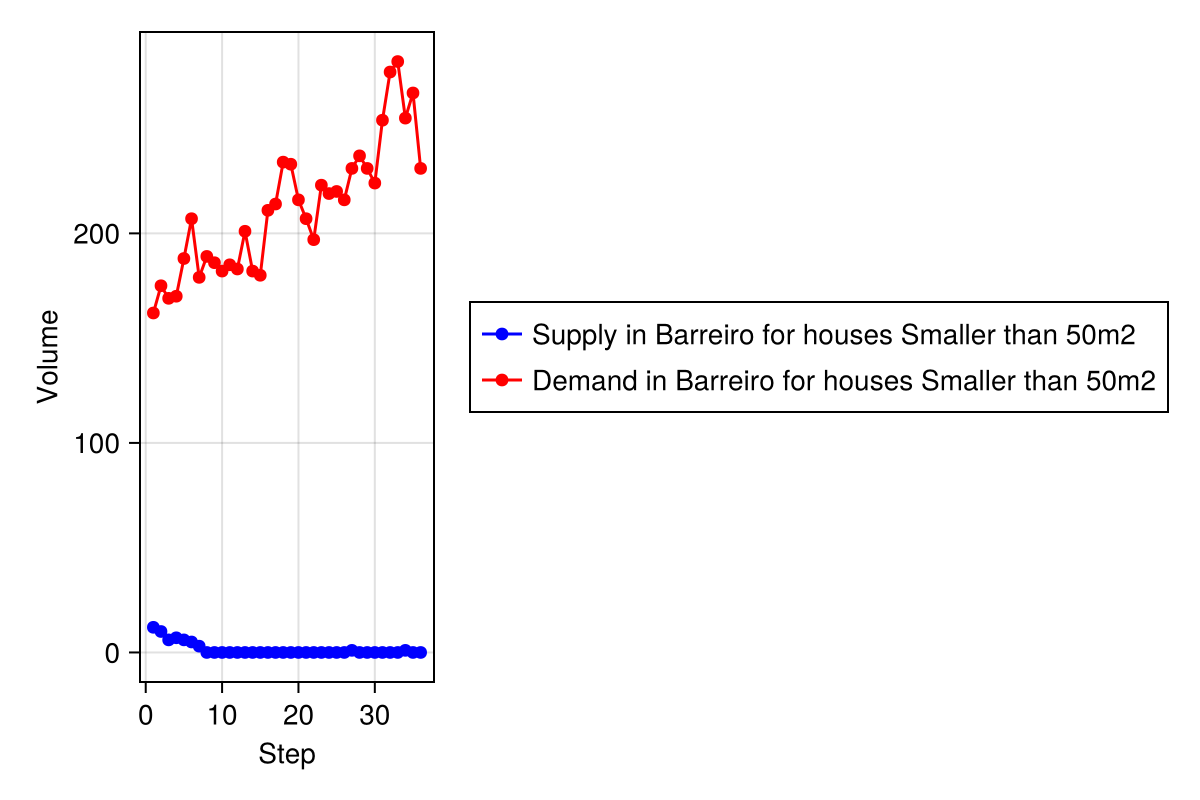 Volume
200
100
0
0 10 20 30
Step
Supply in Barreiro for houses Smaller than 50m2
Demand in Barreiro for houses Smaller than 50m2